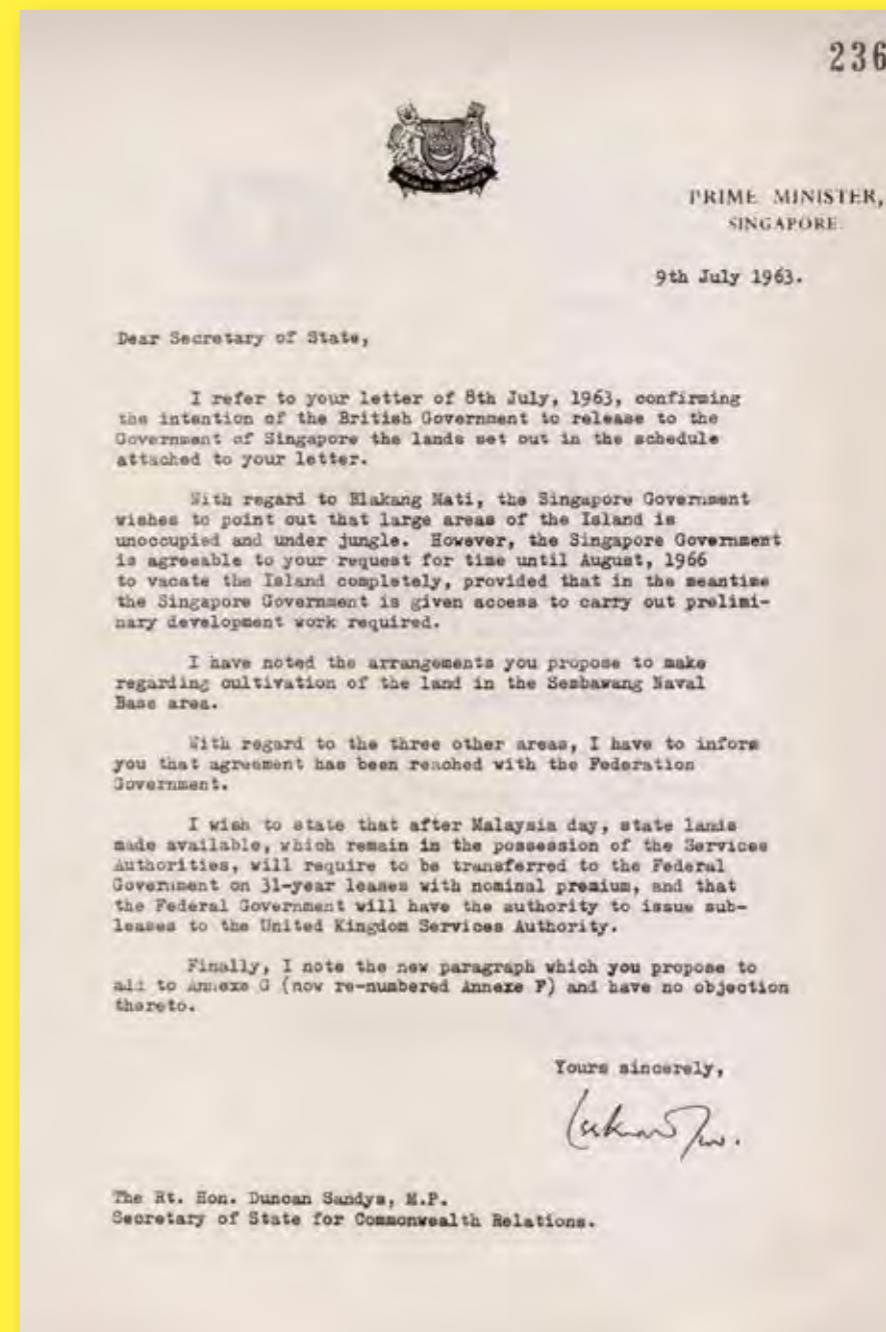 236
PRIME MINISTER,
SINGAPORE.
9th July 1963.
Dear Secretary of State,
I refer to your letter of 8th July, 1963, confirming
the intention of the British Government to release to the
Government of Singapore the lands set out in the schedule
attached to your letter.
With regard to Blakang Mati, the Singapore Government
wishes to point out that large areas of the Island is
unoccupied and under jungle. However, the Singapore Government
is agreeable to your request for time until August, 1966
to vacate the Island completely, provided that in the meantime
the Singapore Government is given access to carry out prelimi-
nary development work required.
I have noted the arrangements you propose to make
regarding cultivation of the land in the Sembawang Naval
Base area.
With regard to the three other areas, I have to inform
you that agreement has been reached with the Federation
Government.
I wish to state that after Malaysia day, state lands
made available, which remain in the possession of the Services
Authorities, will require to be transferred to the Federal
Government on 31-year leases with nominal premium, and that
the Federal Government will have the authority to issue sub-
leases to the United Kingdom Services Authority.
Finally, I note the new paragraph which you propose to
add to Annexe G (now re-numbered Annexe F) and have no objection
thereto.
Yours sincerely,
The Rt. Hon. Duncan Sandys, M.P.
Secretary of State for Commonwealth Relations.